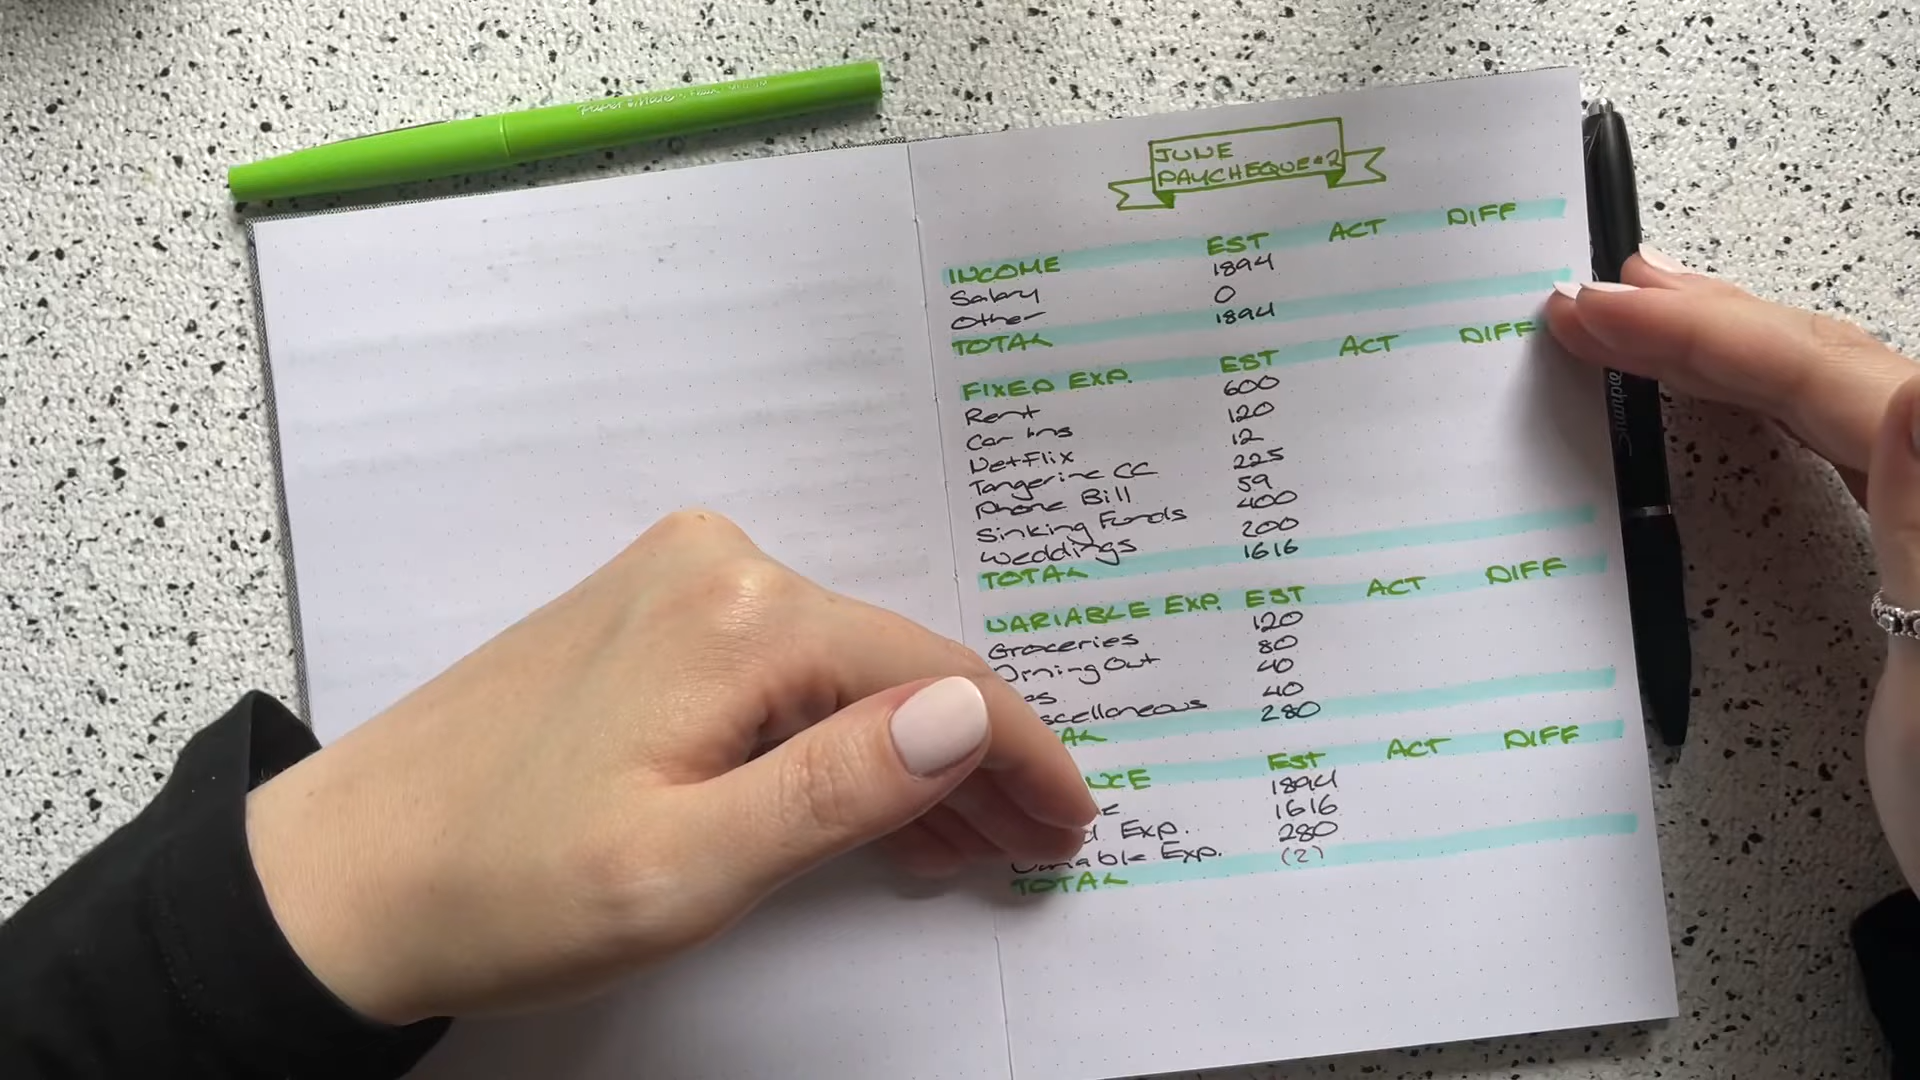 JUNE
PAYCHEQUE #2
INCOME EST ACT DIFF
Salary 1894
Other 0
TOTAL 1894
FIXED EXP. EST ACT DIFF
Rent 600
Car Ins 120
Netflix 12
Tangerine CC 225
Phone Bill 59
Sinking Funds 400
Weddings 200
TOTAL 1616
VARIABLE EXP. EST ACT DIFF
Groceries 120
Dining Out 80
40
scellaneous 40
280
EST ACT DIFF
1894
Exp. 1616
Variable Exp. 280
TOTAL (2)